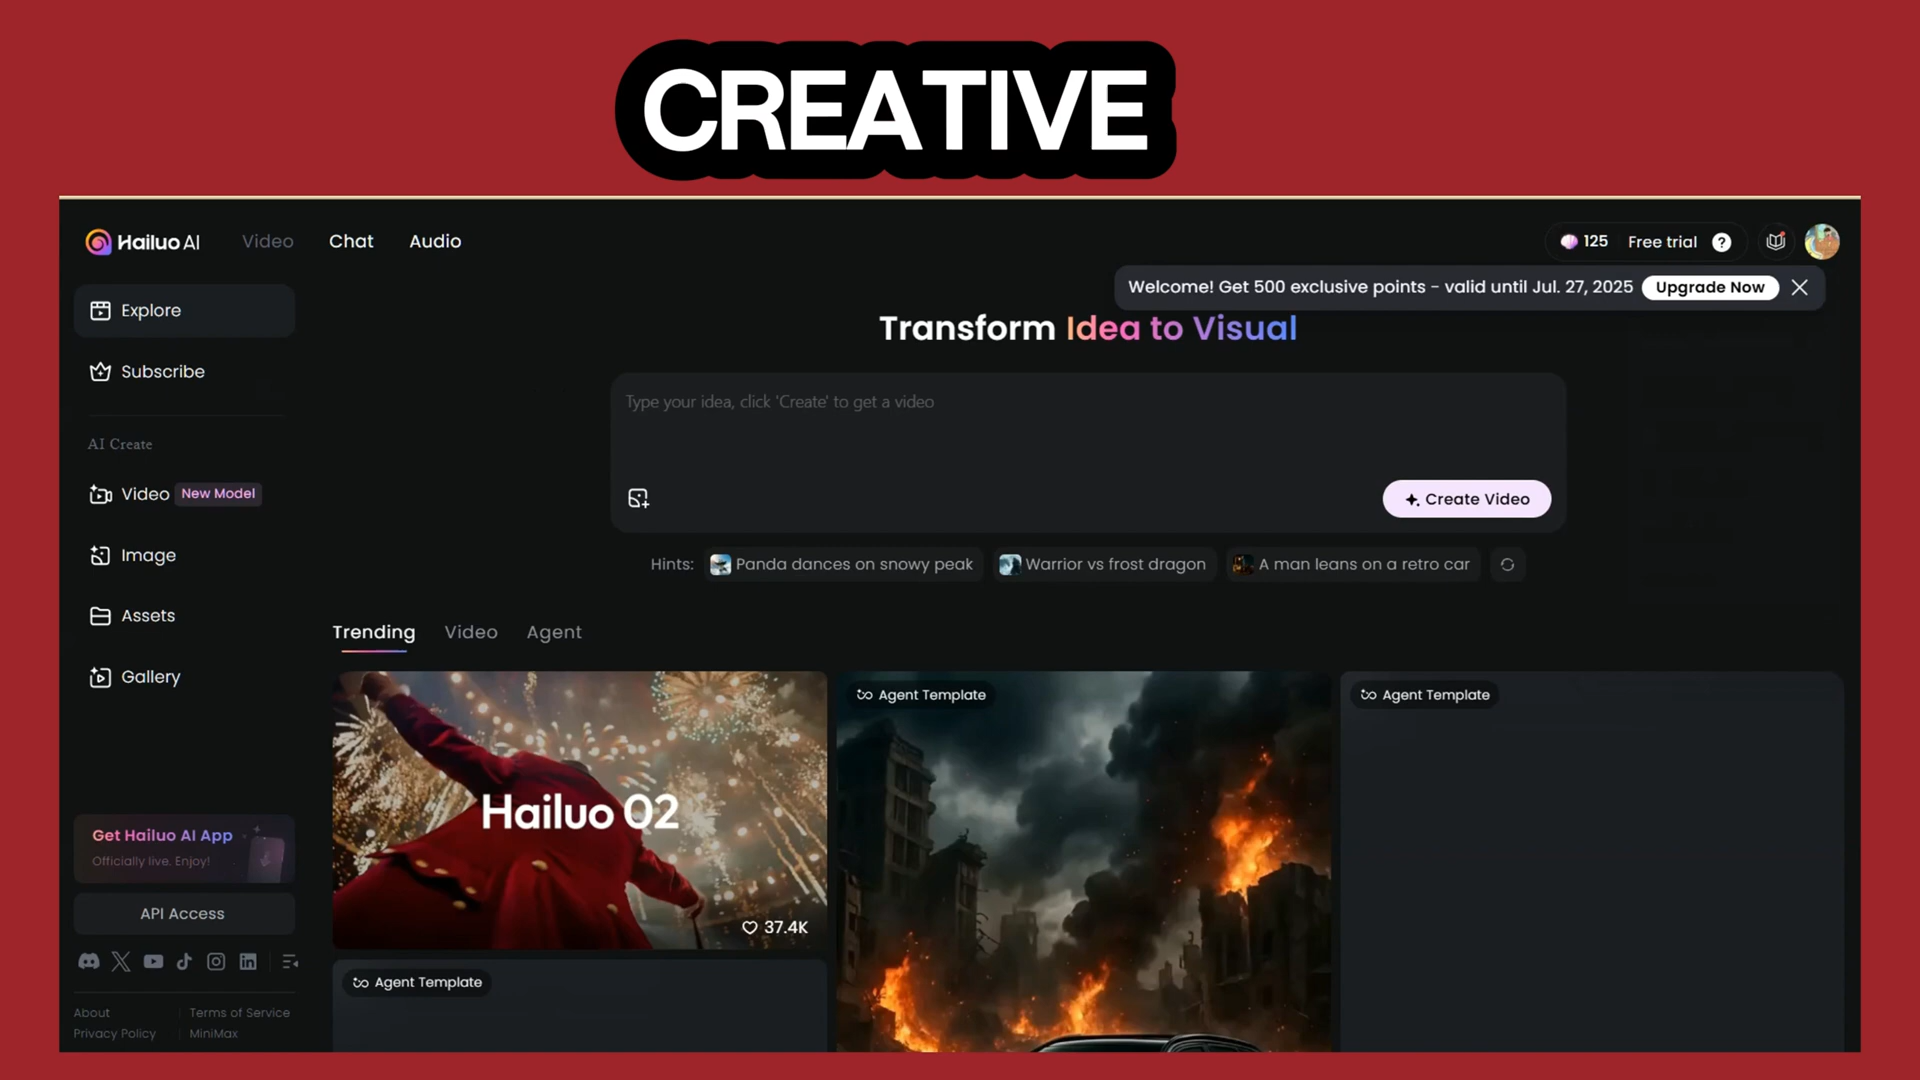 CREATIVE
Hailuo AI
Video
Chat
Audio
125
Free trial
?
Welcome! Get 500 exclusive points - valid until Jul. 27, 2025
Upgrade Now
Explore
Subscribe
AI Create
Video
New Model
Image
Assets
Gallery
Get Hailuo AI App
Officially live. Enjoy!
API Access
About
Terms of Service
Privacy Policy
MiniMax
Transform Idea to Visual
Type your idea, click 'Create' to get a video
Create Video
Hints:
Panda dances on snowy peak
Warrior vs frost dragon
A man leans on a retro car
Trending
Video
Agent
Hailuo 02
37.4K
Agent Template
Agent Template
Agent Template